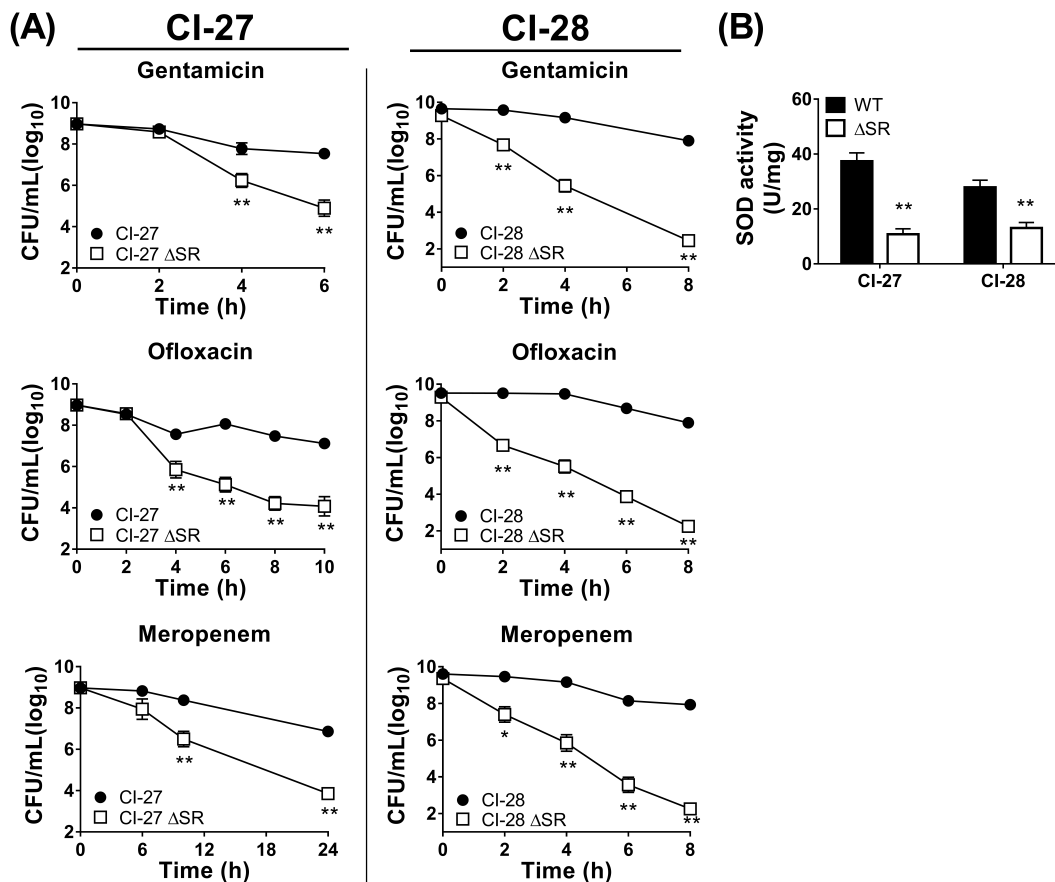 (A)
CI-27
CI-28
(B)
Gentamicin
CFU/mL(log10)
10
8
6
4
2
CI-27
CI-27 ΔSR
**
**
0
2
4
6
Time (h)
Gentamicin
CFU/mL(log10)
10
8
6
4
2
CI-28
CI-28 ΔSR
**
**
**
0
2
4
6
8
Time (h)
SOD activity
(U/mg)
60
40
20
0
WT
ΔSR
**
**
CI-27
CI-28
Ofloxacin
CFU/mL(log10)
10
8
6
4
2
CI-27
CI-27 ΔSR
**
**
**
**
0
2
4
6
8
10
Time (h)
Ofloxacin
CFU/mL(log10)
10
8
6
4
2
CI-28
CI-28 ΔSR
**
**
**
**
0
2
4
6
8
Time (h)
Meropenem
CFU/mL(log10)
10
8
6
4
2
CI-27
CI-27 ΔSR
**
**
0
6
12
18
24
Time (h)
Meropenem
CFU/mL(log10)
10
8
6
4
2
CI-28
CI-28 ΔSR
*
**
**
**
0
2
4
6
8
Time (h)